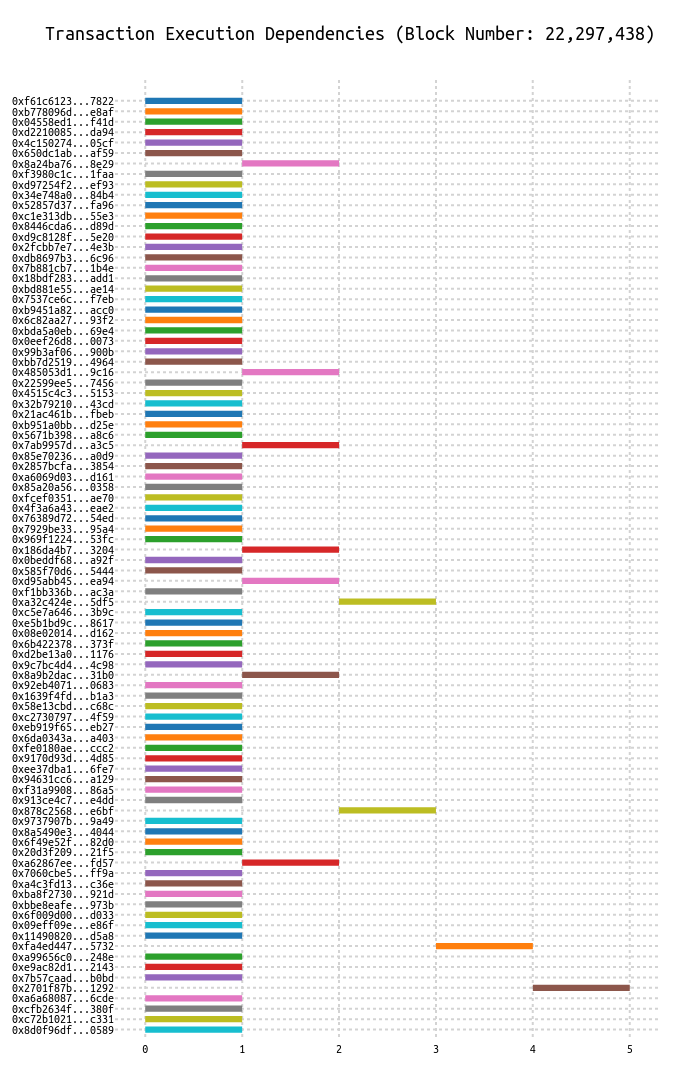 Transaction Execution Dependencies (Block Number: 22,297,438)
0xf61c6123...7822
0xb778096d...e8af
0x04558ed1...f41d
0xd2210085...da94
0x4c150274...05cf
0x650dc1ab...af59
0x8a24ba76...8e29
0xf3980c1c...1faa
0xd97254f2...ef93
0x34e748a0...84b4
0x52857d37...fa96
0xc1e313db...55e3
0x8446cda6...d89d
0xd9c8128f...5e20
0x2fcbb7e7...4e3b
0xdb8697b3...6c96
0x7b881cb7...1b4e
0x18bdf283...add1
0xbd881e55...ae14
0x7537ce6c...f7eb
0xb9451a82...acc0
0x6c82aa27...93f2
0xbda5a0eb...69e4
0x0eef26d8...0073
0x99b3af06...900b
0xbb7d2519...4964
0x485053d1...9c16
0x22599ee5...7456
0x4515c4c3...5153
0x32b79210...43cd
0x21ac461b...fbeb
0xb951a0bb...d25e
0x5671b398...a8c6
0x7ab9957d...a3c5
0x85e70236...a0d9
0x2857bcfa...3854
0xa6069d03...d161
0x85a20a56...0358
0xfcef0351...ae70
0x4f3a6a43...eae2
0x76389d72...54ed
0x7929be33...95a4
0x969f1224...53fc
0x186da4b7...3204
0x0beddf68...a92f
0x585f70d6...5444
0xd95abb45...ea94
0xf1bb336b...ac3a
0xa32c424e...5df5
0xc5e7a646...3b9c
0xe5b1bd9c...8617
0x08e02014...d162
0x6b422378...373f
0xd2be13a0...1176
0x9c7bc4d4...4c98
0x8a9b2dac...31b0
0x92eb4071...0683
0x1639f4fd...b1a3
0x58e13cbd...c68c
0xc2730797...4f59
0xeb919f65...eb27
0x6da0343a...a403
0xfe0180ae...ccc2
0x9170d93d...4d85
0xee37dba1...6fe7
0x94631cc6...a129
0xf31a9908...86a5
0x913ce4c7...e4dd
0x878c2568...e6bf
0x9737907b...9a49
0x8a5490e3...4044
0x6f49e52f...82d0
0x20d3f209...21f5
0xa62867ee...fd57
0x7060cbe5...ff9a
0xa4c3fd13...c36e
0xba8f2730...921d
0xbbe8eafe...973b
0x6f009d00...d033
0x09eff09e...e86f
0x11490820...d5a8
0xfa4ed447...5732
0xa99656c0...248e
0xe9ac82d1...2143
0x7b57caad...b0bd
0x2701f87b...1292
0xa6a68087...6cde
0xcfb2634f...380f
0xc72b1021...c331
0x8d0f96df...0589
0 1 2 3 4 5